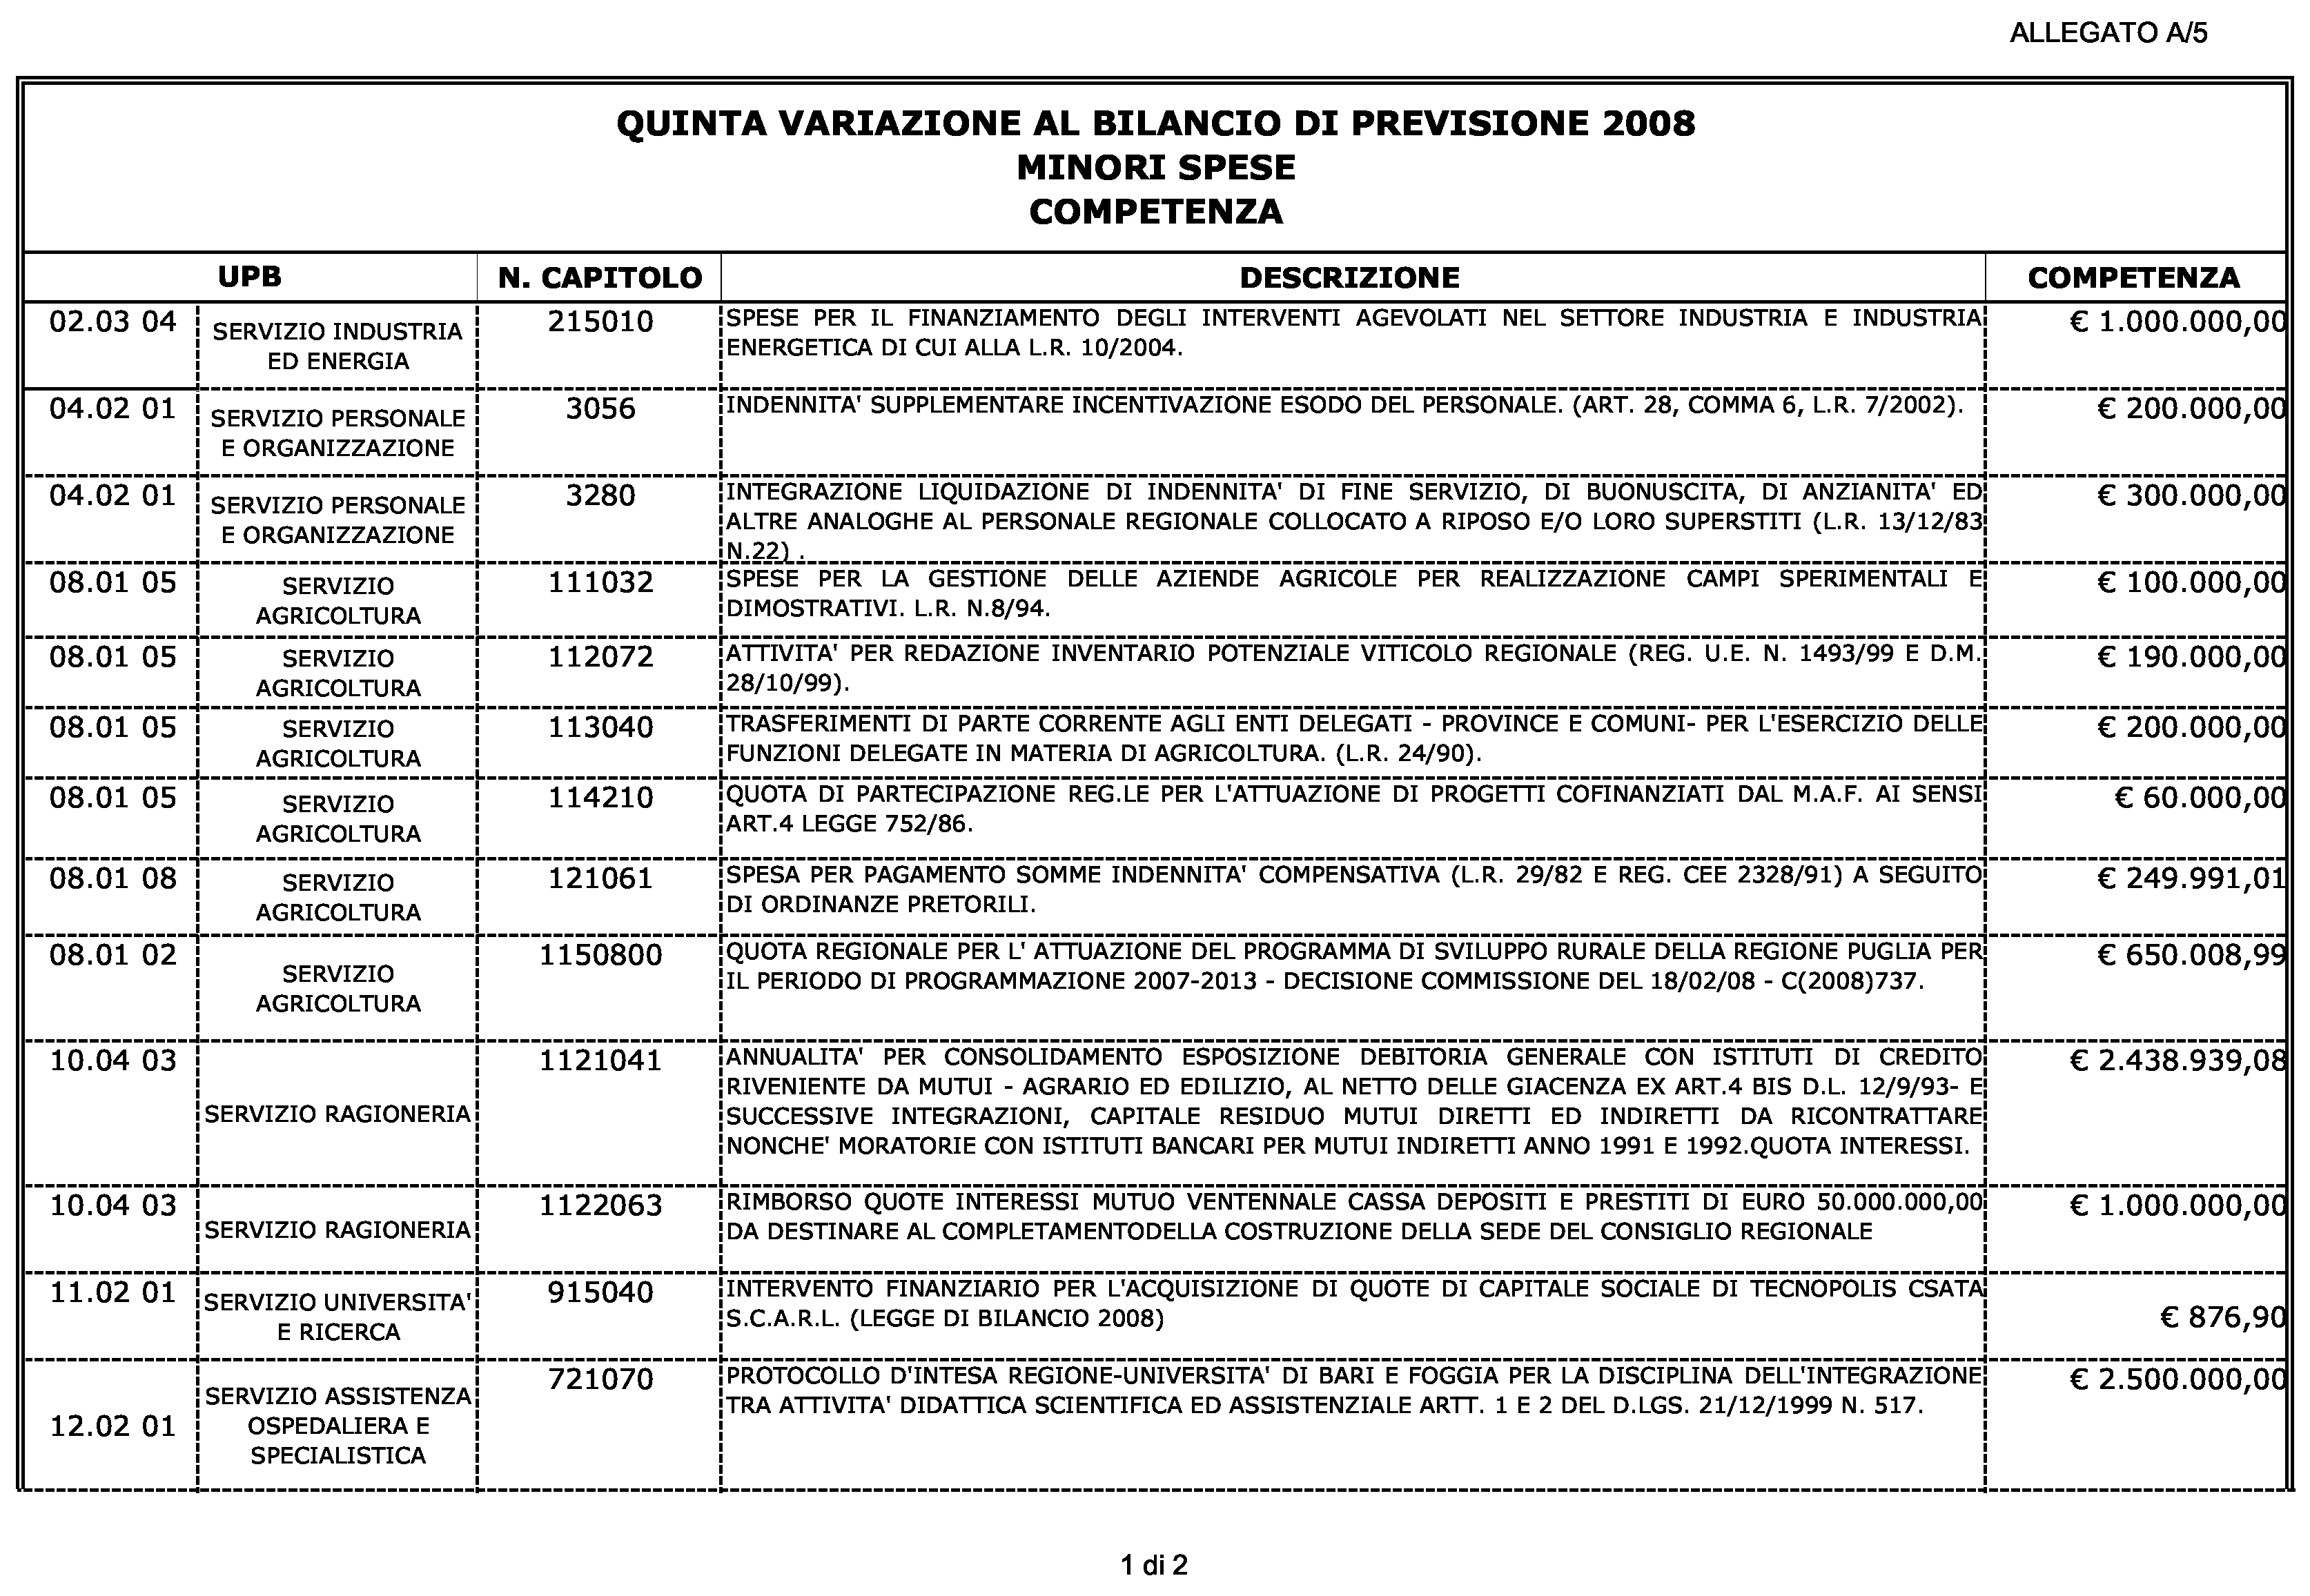 ALLEGATO A/5
QUINTA VARIAZIONE AL BILANCIO DI PREVISIONE 2008
MINORI SPESE
COMPETENZA
UPB N. CAPITOLO DESCRIZIONE COMPETENZA
02.03 04 SERVIZIO INDUSTRIA 215010 SPESE PER IL FINANZIAMENTO DEGLI INTERVENTI AGEVOLATI NEL SETTORE INDUSTRIA E INDUSTRIA € 1.000.000,00
ED ENERGIA ENERGETICA DI CUI ALLA L.R. 10/2004.
04.02 01 SERVIZIO PERSONALE 3056 INDENNITA' SUPPLEMENTARE INCENTIVAZIONE ESODO DEL PERSONALE. (ART. 28, COMMA 6, L.R. 7/2002). € 200.000,00
E ORGANIZZAZIONE
04.02 01 SERVIZIO PERSONALE 3280 INTEGRAZIONE LIQUIDAZIONE DI INDENNITA' DI FINE SERVIZIO, DI BUONUSCITA, DI ANZIANITA' ED € 300.000,00
E ORGANIZZAZIONE ALTRE ANALOGHE AL PERSONALE REGIONALE COLLOCATO A RIPOSO E/O LORO SUPERSTITI (L.R. 13/12/83
N.22) .
08.01 05 SERVIZIO 111032 SPESE PER LA GESTIONE DELLE AZIENDE AGRICOLE PER REALIZZAZIONE CAMPI SPERIMENTALI E € 100.000,00
AGRICOLTURA DIMOSTRATIVI. L.R. N.8/94.
08.01 05 SERVIZIO 112072 ATTIVITA' PER REDAZIONE INVENTARIO POTENZIALE VITICOLO REGIONALE (REG. U.E. N. 1493/99 E D.M. € 190.000,00
AGRICOLTURA 28/10/99).
08.01 05 SERVIZIO 113040 TRASFERIMENTI DI PARTE CORRENTE AGLI ENTI DELEGATI - PROVINCE E COMUNI- PER L'ESERCIZIO DELLE € 200.000,00
AGRICOLTURA FUNZIONI DELEGATE IN MATERIA DI AGRICOLTURA. (L.R. 24/90).
08.01 05 SERVIZIO 114210 QUOTA DI PARTECIPAZIONE REG.LE PER L'ATTUAZIONE DI PROGETTI COFINANZIATI DAL M.A.F. AI SENSI € 60.000,00
AGRICOLTURA ART.4 LEGGE 752/86.
08.01 08 SERVIZIO 121061 SPESA PER PAGAMENTO SOMME INDENNITA' COMPENSATIVA (L.R. 29/82 E REG. CEE 2328/91) A SEGUITO € 249.991,01
AGRICOLTURA DI ORDINANZE PRETORILI.
08.01 02 SERVIZIO 1150800 QUOTA REGIONALE PER L' ATTUAZIONE DEL PROGRAMMA DI SVILUPPO RURALE DELLA REGIONE PUGLIA PER € 650.008,99
AGRICOLTURA IL PERIODO DI PROGRAMMAZIONE 2007-2013 - DECISIONE COMMISSIONE DEL 18/02/08 - C(2008)737.
10.04 03 1121041 ANNUALITA' PER CONSOLIDAMENTO ESPOSIZIONE DEBITORIA GENERALE CON ISTITUTI DI CREDITO € 2.438.939,08
RIVENIENTE DA MUTUI - AGRARIO ED EDILIZIO, AL NETTO DELLE GIACENZA EX ART.4 BIS D.L. 12/9/93- E
SERVIZIO RAGIONERIA SUCCESSIVE INTEGRAZIONI, CAPITALE RESIDUO MUTUI DIRETTI ED INDIRETTI DA RICONTRATTARE
NONCHE' MORATORIE CON ISTITUTI BANCARI PER MUTUI INDIRETTI ANNO 1991 E 1992.QUOTA INTERESSI.
10.04 03 1122063 RIMBORSO QUOTE INTERESSI MUTUO VENTENNALE CASSA DEPOSITI E PRESTITI DI EURO 50.000.000,00 € 1.000.000,00
SERVIZIO RAGIONERIA DA DESTINARE AL COMPLETAMENTODELLA COSTRUZIONE DELLA SEDE DEL CONSIGLIO REGIONALE
11.02 01 SERVIZIO UNIVERSITA' 915040 INTERVENTO FINANZIARIO PER L'ACQUISIZIONE DI QUOTE DI CAPITALE SOCIALE DI TECNOPOLIS CSATA
E RICERCA S.C.A.R.L. (LEGGE DI BILANCIO 2008) € 876,90
SERVIZIO ASSISTENZA 721070 PROTOCOLLO D'INTESA REGIONE-UNIVERSITA' DI BARI E FOGGIA PER LA DISCIPLINA DELL'INTEGRAZIONE € 2.500.000,00
12.02 01 OSPEDALIERA E TRA ATTIVITA' DIDATTICA SCIENTIFICA ED ASSISTENZIALE ARTT. 1 E 2 DEL D.LGS. 21/12/1999 N. 517.
SPECIALISTICA
1 di 2